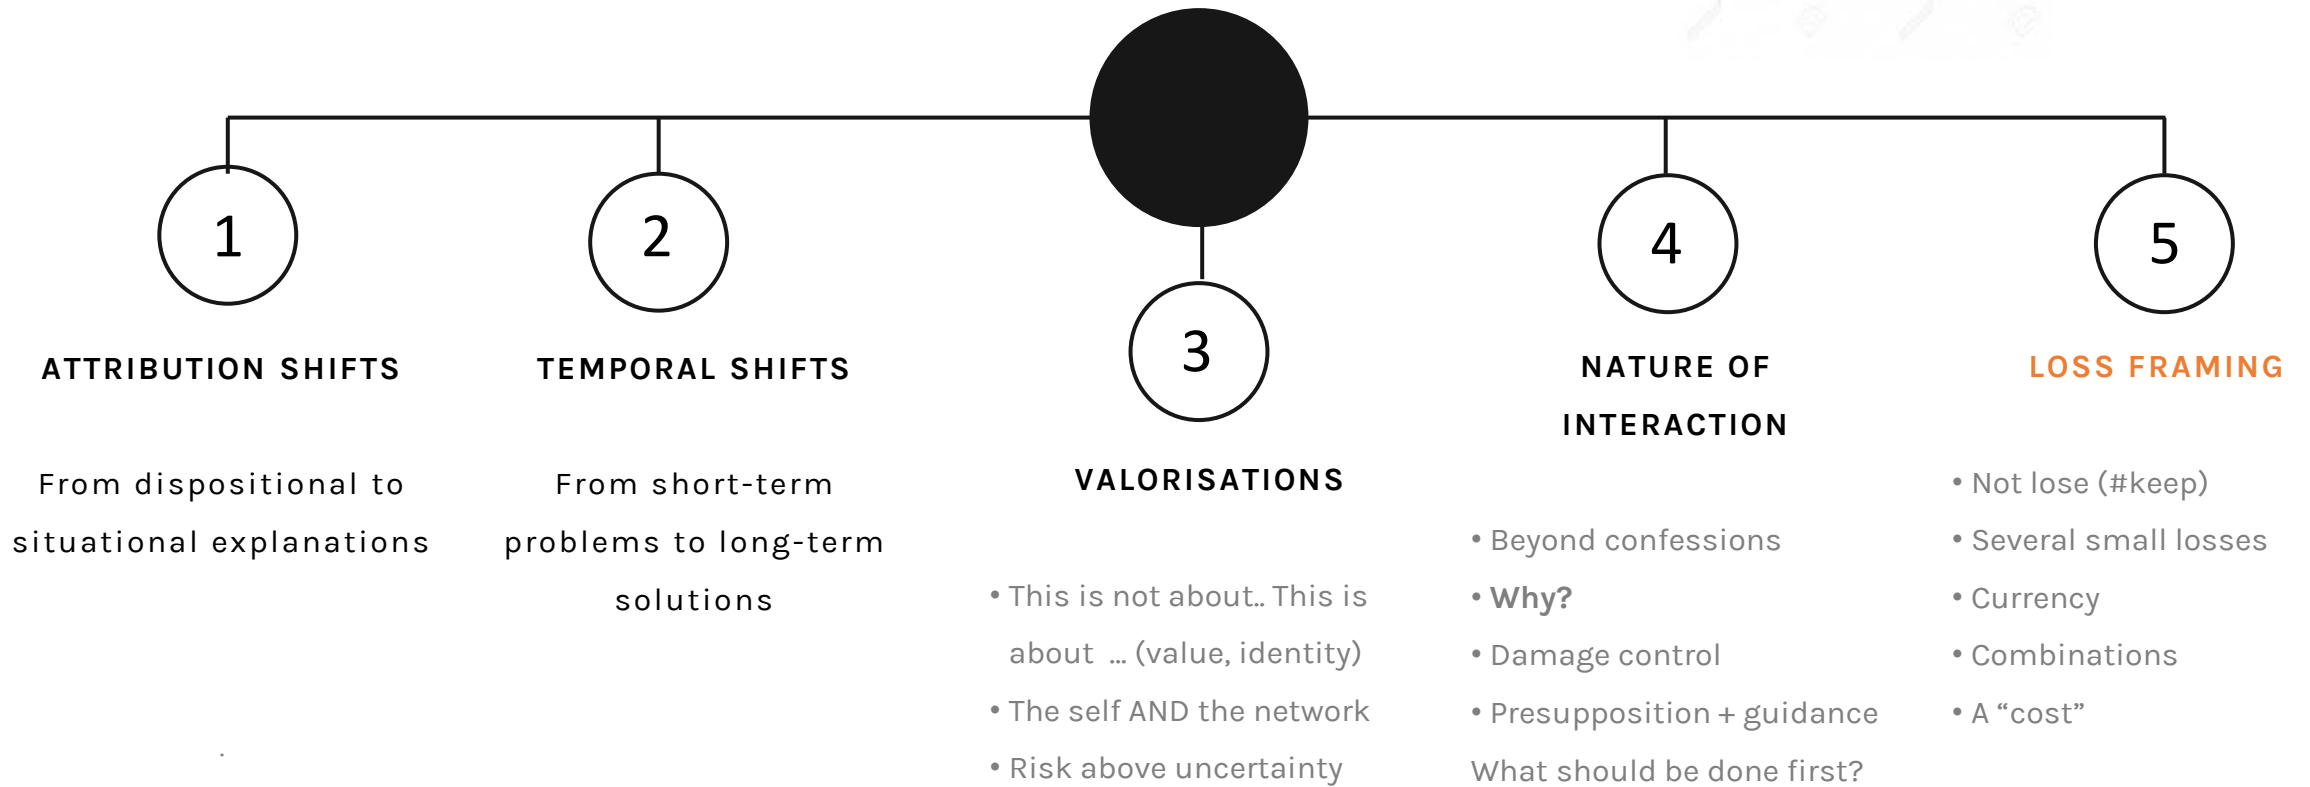 1
ATTRIBUTION SHIFTS
From dispositional to
situational explanations
.
2
TEMPORAL SHIFTS
From short-term
problems to long-term
solutions
3
VALORISATIONS
• This is not about.. This is
about ... (value, identity)
• The self AND the network
• Risk above uncertainty
4
NATURE OF
INTERACTION
• Beyond confessions
• Why?
• Damage control
• Presupposition + guidance
What should be done first?
5
LOSS FRAMING
• Not lose (#keep)
• Several small losses
• Currency
• Combinations
• A “cost”